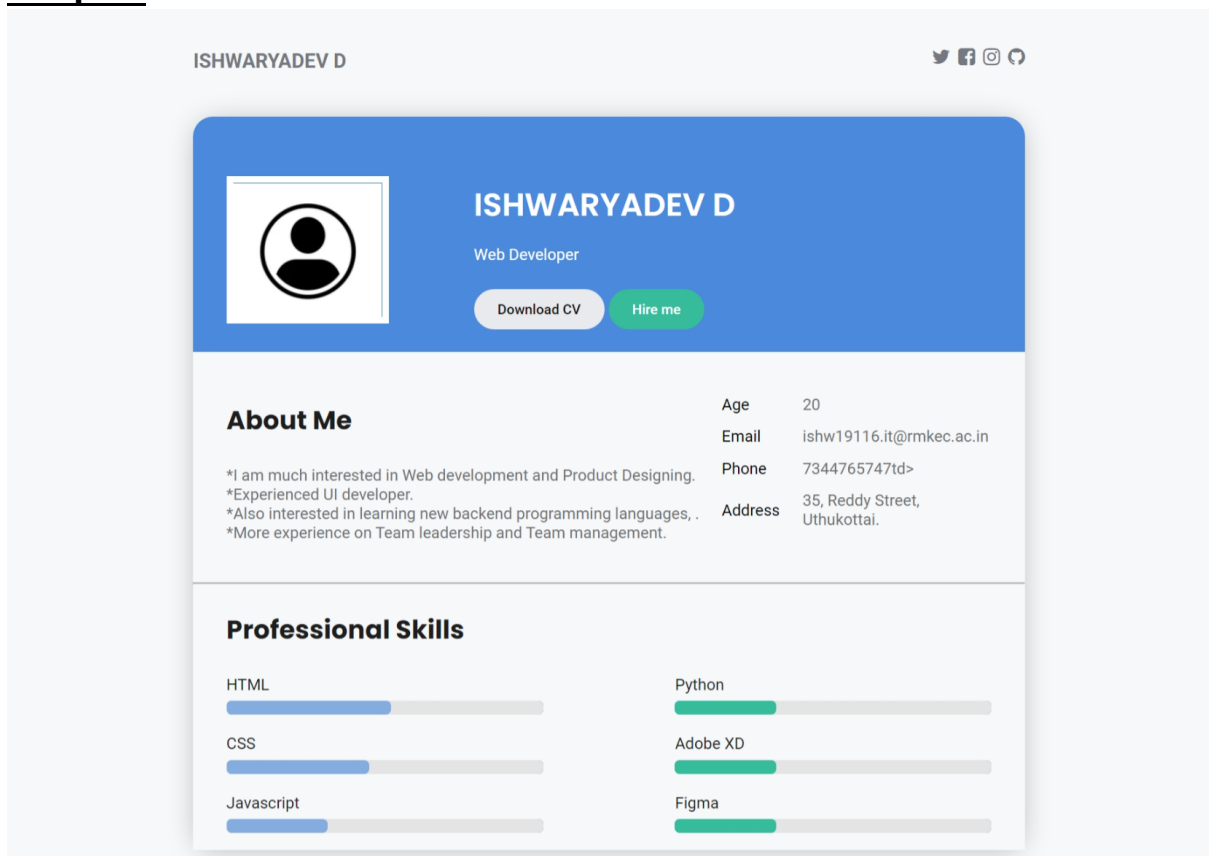 ISHWARYADEV D
ISHWARYADEV D
Web Developer
Download CV
Hire me
About Me
*I am much interested in Web development and Product Designing.
*Experienced UI developer.
*Also interested in learning new backend programming languages, .
*More experience on Team leadership and Team management.
Age 20
Email ishw19116.it@rmkec.ac.in
Phone 7344765747td>
Address 35, Reddy Street,
Uthukottai.
Professional Skills
HTML
CSS
Javascript
Python
Adobe XD
Figma